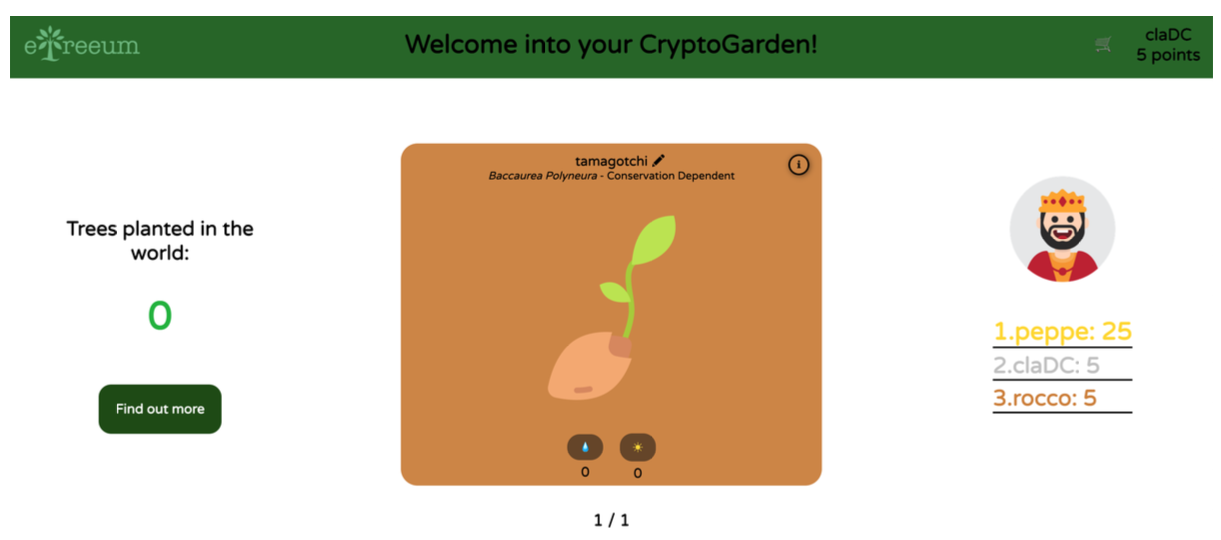 etreeum
Welcome into your CryptoGarden!
claDC
5 points
Trees planted in the
world:
0
Find out more
tamagotchi
Baccaurea Polyneura - Conservation Dependent
i
0
0
1 / 1
1.peppe: 25
2.claDC: 5
3.rocco: 5